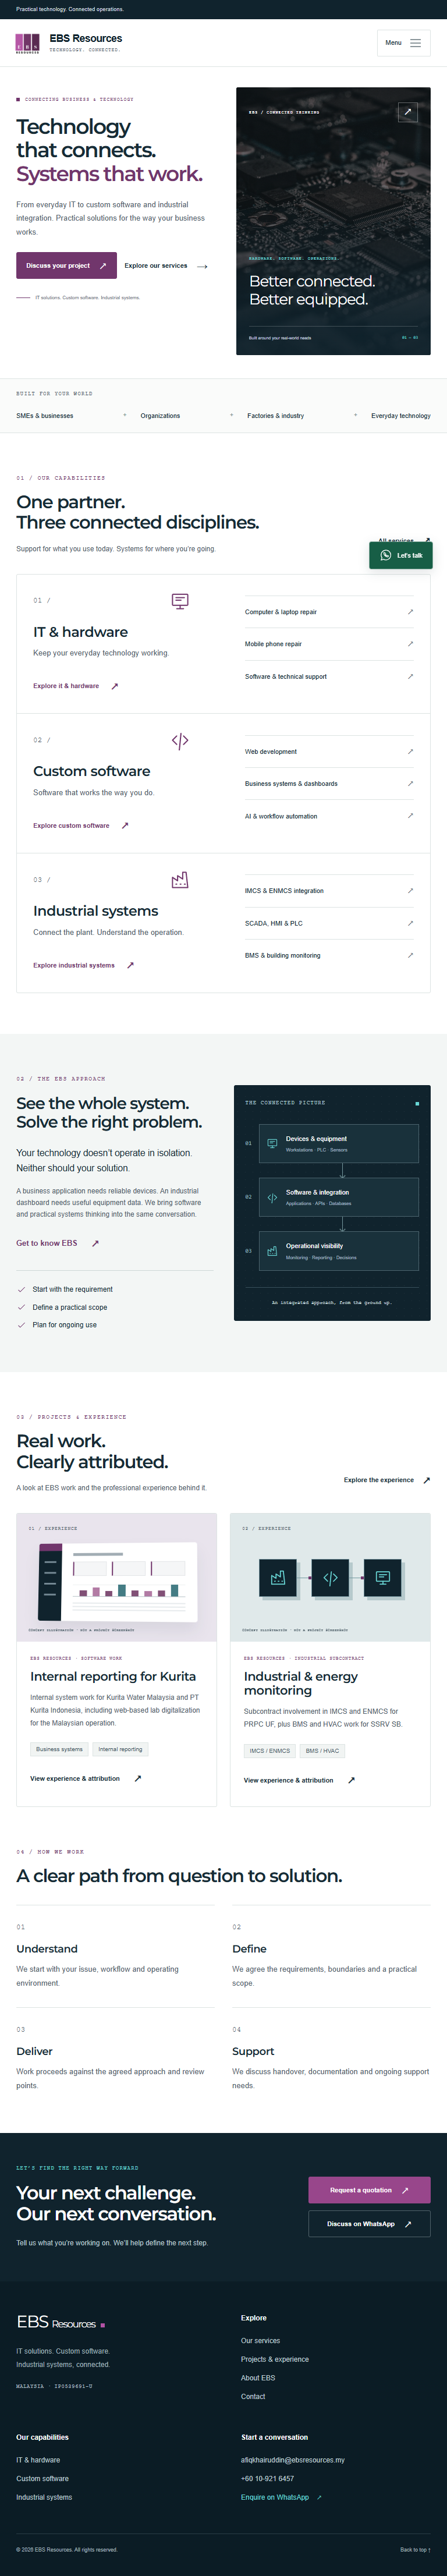 Practical technology. Connected operations.
EBS
RESOURCES
EBS Resources
TECHNOLOGY. CONNECTED.
Menu
CONNECTING BUSINESS & TECHNOLOGY
Technology
that connects.
Systems that work.
From everyday IT to custom software and industrial
integration. Practical solutions for the way your business
works.
Discuss your project ↗
Explore our services →
IT solutions. Custom software. Industrial systems.
EBS / CONNECTED THINKING
↗
HARDWARE. SOFTWARE. OPERATIONS.
Better connected.
Better equipped.
Built around your real-world needs
BUILT FOR YOUR WORLD
SMEs & businesses + Organizations + Factories & industry + Everyday technology
01 / OUR CAPABILITIES
One partner.
Three connected disciplines.
Support for what you use today. Systems for where you're going.
All services ↗
Let's talk
01 /
IT & hardware
Keep your everyday technology working.
Explore it & hardware ↗
Computer & laptop repair ↗
Mobile phone repair ↗
Software & technical support ↗
02 /
Custom software
Software that works the way you do.
Explore custom software ↗
Web development ↗
Business systems & dashboards ↗
AI & workflow automation ↗
03 /
Industrial systems
Connect the plant. Understand the operation.
Explore industrial systems ↗
IMCS & ENMCS integration ↗
SCADA, HMI & PLC ↗
BMS & building monitoring ↗
02 / THE EBS APPROACH
See the whole system.
Solve the right problem.
Your technology doesn't operate in isolation.
Neither should your solution.
A business application needs reliable devices. An industrial
dashboard needs useful equipment data. We bring software
and practical systems thinking into the same conversation.
Get to know EBS ↗
Start with the requirement
Define a practical scope
Plan for ongoing use
THE CONNECTED PICTURE
01
Devices & equipment
Workstations · PLC · Sensors
02
Software & integration
Applications · APIs · Databases
03
Operational visibility
Monitoring · Reporting · Decisions
An integrated approach, from the ground up.
03 / PROJECTS & EXPERIENCE
Real work.
Clearly attributed.
A look at EBS work and the professional experience behind it.
Explore the experience ↗
01 / EXPERIENCE
EBS RESOURCES · SOFTWARE WORK
Internal reporting for Kurita
Internal system work for Kurita Water Malaysia and PT
Kurita Indonesia, including web-based lab digitalization
for the Malaysian operation.
Business systems
Internal reporting
View experience & attribution ↗
02 / EXPERIENCE
EBS RESOURCES · INDUSTRIAL SUBCONTRACT
Industrial & energy
monitoring
Subcontract involvement in IMCS and ENMCS for
PRPC UF, plus BMS and HVAC work for SSRV SB.
IMCS / ENMCS
BMS / HVAC
View experience & attribution ↗
04 / HOW WE WORK
A clear path from question to solution.
01
Understand
We start with your issue, workflow and operating
environment.
02
Define
We agree the requirements, boundaries and a practical
scope.
03
Deliver
Work proceeds against the agreed approach and review
points.
04
Support
We discuss handover, documentation and ongoing support
needs.
LET'S FIND THE RIGHT WAY FORWARD
Your next challenge.
Our next conversation.
Tell us what you're working on. We'll help define the next step.
Request a quotation ↗
Discuss on WhatsApp ↗
EBS Resources
IT solutions. Custom software.
Industrial systems, connected.
Explore
Our services
Projects & experience
About EBS
Contact
Our capabilities
IT & hardware
Custom software
Industrial systems
Start a conversation
afiqkhairuddin@ebsresources.my
+60 10-921 6457
Enquire on WhatsApp ↗
© 2026 EBS Resources. All rights reserved.
Back to top ↑